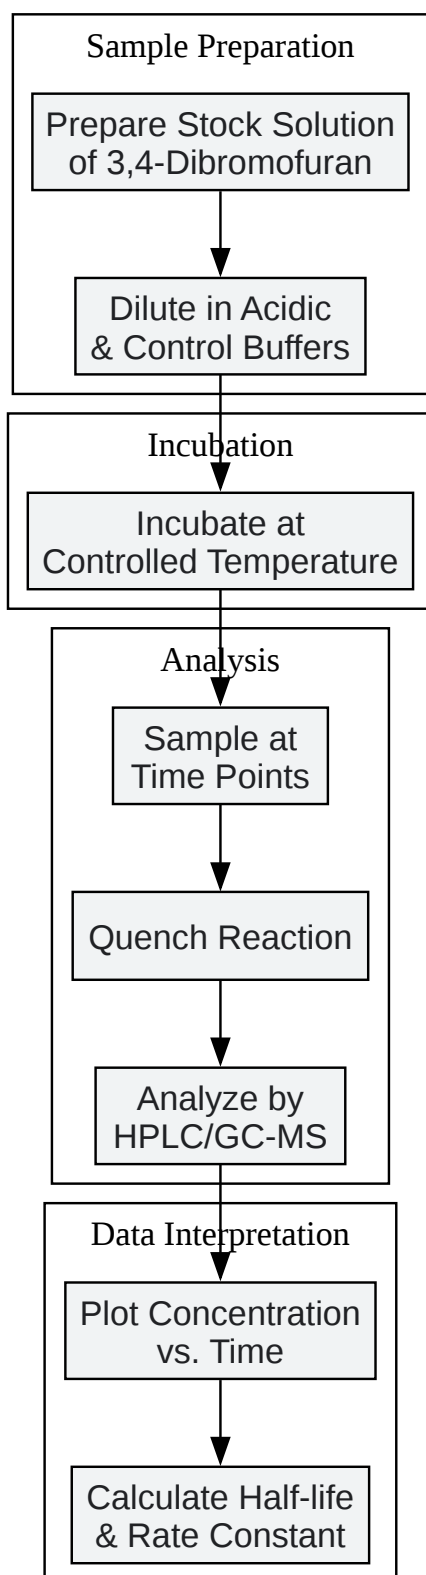 Sample Preparation
Prepare Stock Solution
of 3,4-Dibromofuran
Dilute in Acidic
& Control Buffers
Incubation
Incubate at
Controlled Temperature
Analysis
Sample at
Time Points
Quench Reaction
Analyze by
HPLC/GC-MS
Data Interpretation
Plot Concentration
vs. Time
Calculate Half-life
& Rate Constant